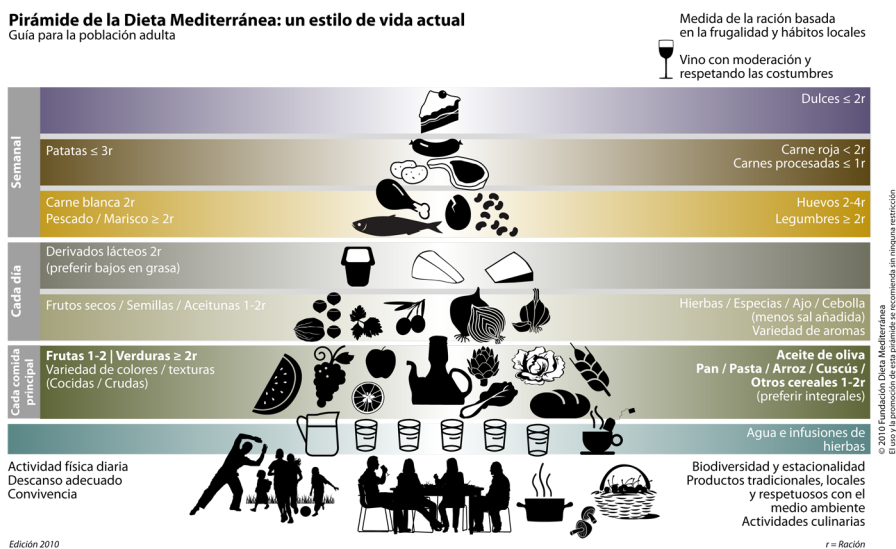 Pirámide de la Dieta Mediterránea: un estilo de vida actual
Guía para la población adulta
Medida de la ración basada
en la frugalidad y hábitos locales
Vino con moderación y
respetando las costumbres
Semanal
Dulces ≤ 2r
Patatas ≤ 3r
Carne roja < 2r
Carnes procesadas ≤ 1r
Carne blanca 2r
Pescado / Marisco ≥ 2r
Huevos 2-4r
Legumbres ≥ 2r
Cada día
Derivados lácteos 2r
(preferir bajos en grasa)
Frutos secos / Semillas / Aceitunas 1-2r
Hierbas / Especias / Ajo / Cebolla
(menos sal añadida)
Variedad de aromas
Cada comida
principal
Frutas 1-2 | Verduras ≥ 2r
Variedad de colores / texturas
(Cocidas / Crudas)
Aceite de oliva
Pan / Pasta / Arroz / Cuscús /
Otros cereales 1-2r
(preferir integrales)
Agua e infusiones de
hierbas
Actividad física diaria
Descanso adecuado
Convivencia
Biodiversidad y estacionalidad
Productos tradicionales, locales
y respetuosos con el
medio ambiente
Actividades culinarias
Edición 2010
r = Ración
© 2010 Fundación Dieta Mediterránea
El uso y la promoción de esta pirámide se recomienda sin ninguna restricción